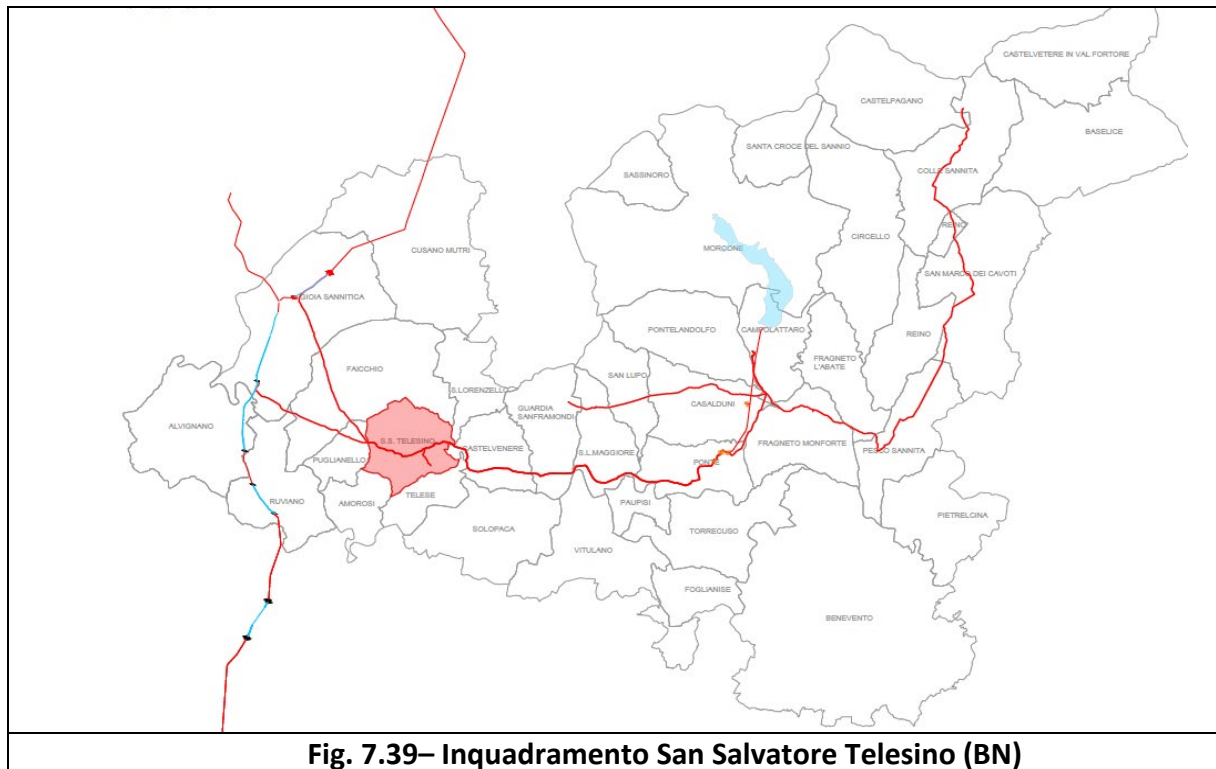 CASTELVETERE IN VAL FORTORE
CASTELPAGANO
BASELICE
SANTA CROCE DEL SANNIO
SASSINORO
COLLE SANNITA
REINO
CIRCELLO
MORCONE
CUSANO MUTRI
SAN MARCO DEI CAVOTI
GIOIA SANNITICA
PONTELANDOLFO
CAMPOLATTARO
REINO
FRAGNETO
L'ABATE
FAICCHIO
SAN LUPO
S.LORENZELLO
CASALDUNI
GUARDIA
SANFRAMONDI
ALVIGNANO
S.S. TELESINO
CASTELVENERE
FRAGNETO MONFORTE
PESCO SANNITA
S.L.MAGGIORE
PONTE
PUGLIANELLO
TELESE
RUVIANO
AMOROSI
PAUPISI
PIETRELCINA
SOLOPACA
TORRECUSO
VITULANO
FOGLIANISE
BENEVENTO
Fig. 7.39– Inquadramento San Salvatore Telesino (BN)